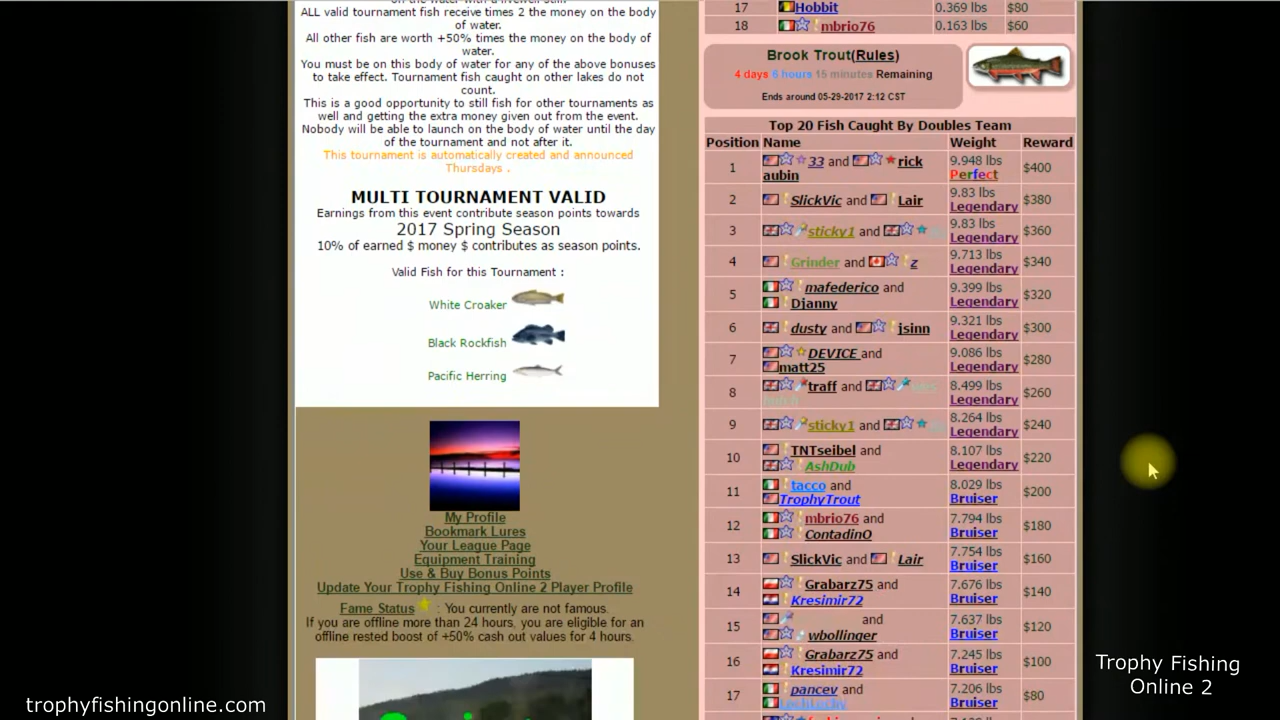 ALL valid tournament fish receive times 2 the money on the body
of water.
All other fish are worth +50% times the money on the body of
water.
You must be on this body of water for any of the above bonuses
to take effect. Tournament fish caught on other lakes do not
count.
This is a good opportunity to still fish for other tournaments as
well and getting the extra money given out from the event.
Nobody will be able to launch on the body of water until the day
of the tournament and not after it.
This tournament is automatically created and announced
Thursdays .
MULTI TOURNAMENT VALID
Earnings from this event contribute season points towards
2017 Spring Season
10% of earned $ money $ contributes as season points.
Valid Fish for this Tournament :
White Croaker
Black Rockfish
Pacific Herring
My Profile
Bookmark Lures
Your League Page
Equipment Training
Use & Buy Bonus Points
Update Your Trophy Fishing Online 2 Player Profile
Fame Status : You currently are not famous.
If you are offline more than 24 hours, you are eligible for an
offline rested boost of +50% cash out values for 4 hours.
17 Hobbit 0.369 lbs $80
18 mbrio76 0.163 lbs $60
Brook Trout(Rules)
4 days 6 hours 15 minutes Remaining
Ends around 05-29-2017 2:12 CST
Top 20 Fish Caught By Doubles Team
Position Name Weight Reward
1 33 and rick aubin 9.948 lbs Perfect $400
2 SlickVic and Lair 9.83 lbs Legendary $380
3 sticky1 and 9.83 lbs Legendary $360
4 Grinder and z 9.713 lbs Legendary $340
5 mafederico and Djanny 9.399 lbs Legendary $320
6 dusty and jsinn 9.321 lbs Legendary $300
7 DEVICE and matt25 9.086 lbs Legendary $280
8 traff and 8.499 lbs Legendary $260
9 sticky1 and 8.264 lbs Legendary $240
10 TNTseibel and AshDub 8.107 lbs Legendary $220
11 tacco and TrophyTrout 8.029 lbs Bruiser $200
12 mbrio76 and ContadinO 7.794 lbs Bruiser $180
13 SlickVic and Lair 7.754 lbs Bruiser $160
14 Grabarz75 and Kresimir72 7.676 lbs Bruiser $140
15 and wbollinger 7.637 lbs Bruiser $120
16 Grabarz75 and Kresimir72 7.245 lbs Bruiser $100
17 pancev and 7.206 lbs Bruiser $80
Trophy Fishing
Online 2
trophyfishingonline.com